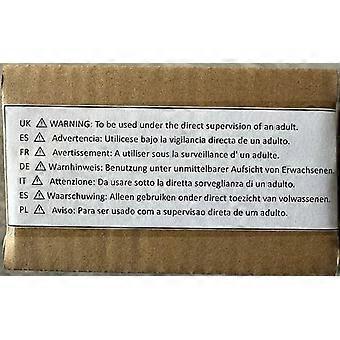 UK ⚠ WARNING: To be used under the direct supervision of an adult.
ES ⚠ Advertencia: Utilicese bajo la vigilancia directa de un adulto.
FR ⚠ Avertissement: A utiliser sous la surveillance d' un adulte.
DE ⚠ Warnhinweis: Benutzung unter unmittelbarer Aufsicht von Erwachsenen.
IT ⚠ Attenzione: Da usare sotto la diretta sorveglianza di un adulto.
ES ⚠ Waarschuwing: Alleen gebruiken onder direct toezicht van volwassenen.
PL ⚠ Aviso: Para ser usado com a supervisao direta de um adulto.